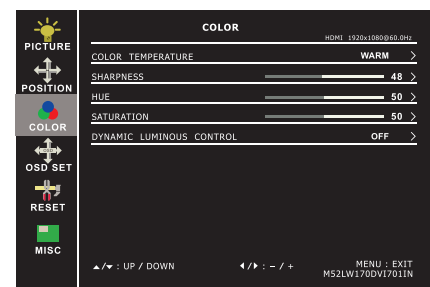 PICTURE
POSITION
COLOR
OSD SET
RESET
MISC
COLOR
HDMI 1920x1080@60.0Hz
COLOR TEMPERATURE WARM >
SHARPNESS 48 >
HUE 50 >
SATURATION 50 >
DYNAMIC LUMINOUS CONTROL OFF >
▲/▼ : UP / DOWN ◀/▶ : – / + MENU : EXIT
M52LW170DVI701IN